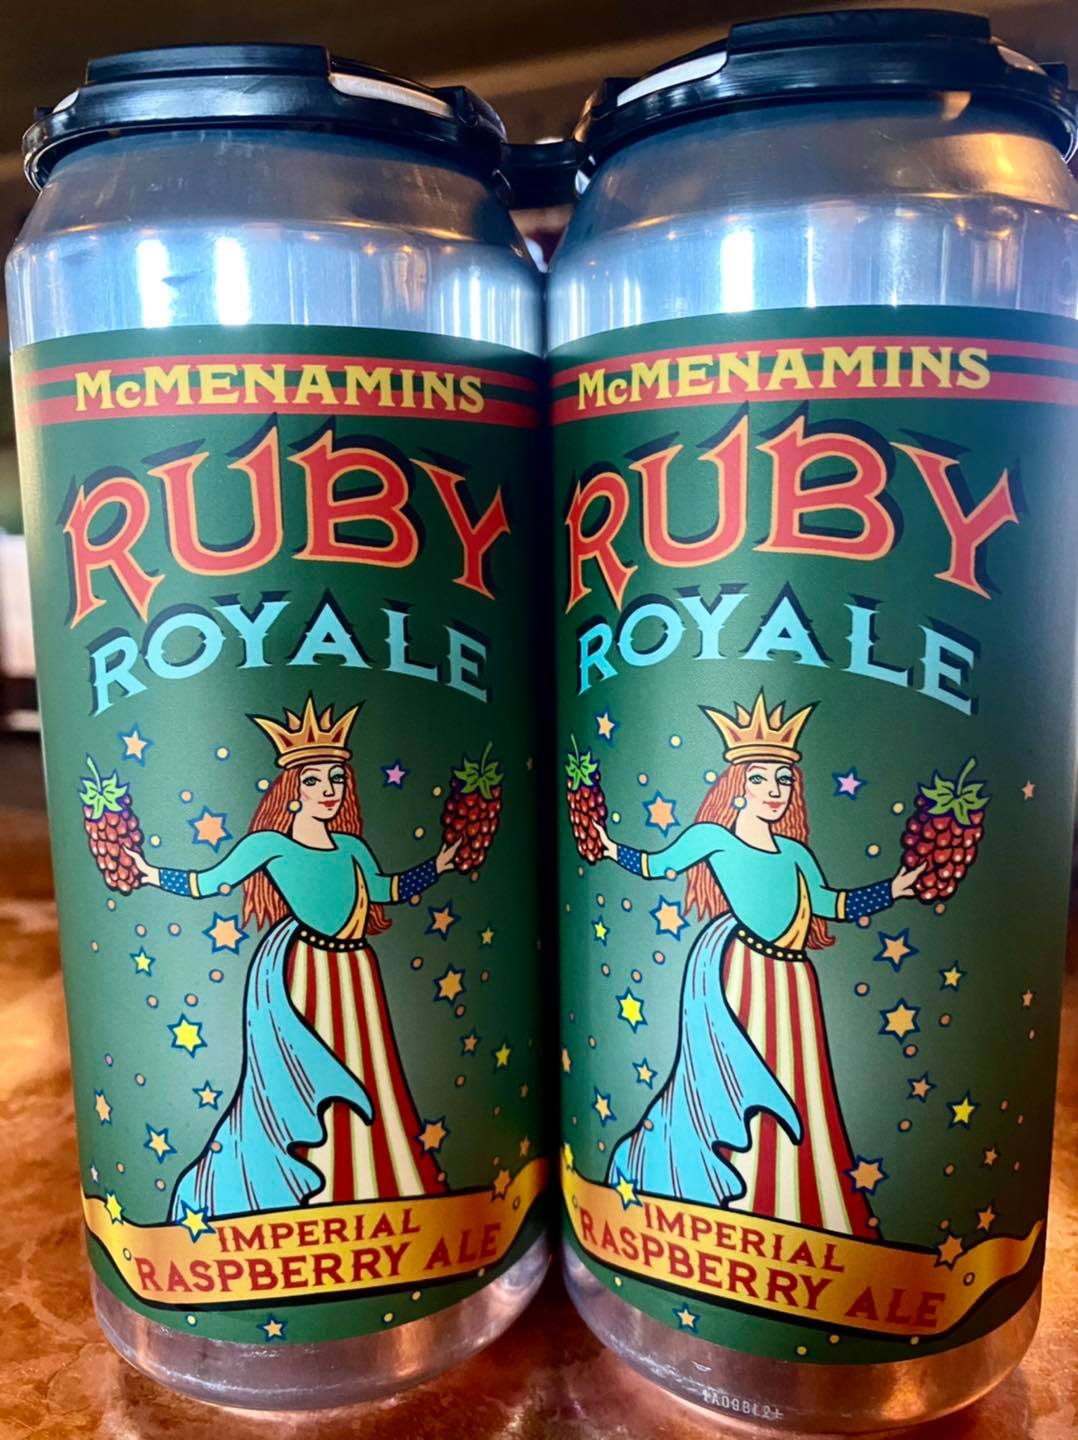 McMENAMINS
RUBY
ROYALE
IMPERIAL
RASPBERRY ALE
McMENAMINS
RUBY
ROYALE
IMPERIAL
RASPBERRY ALE